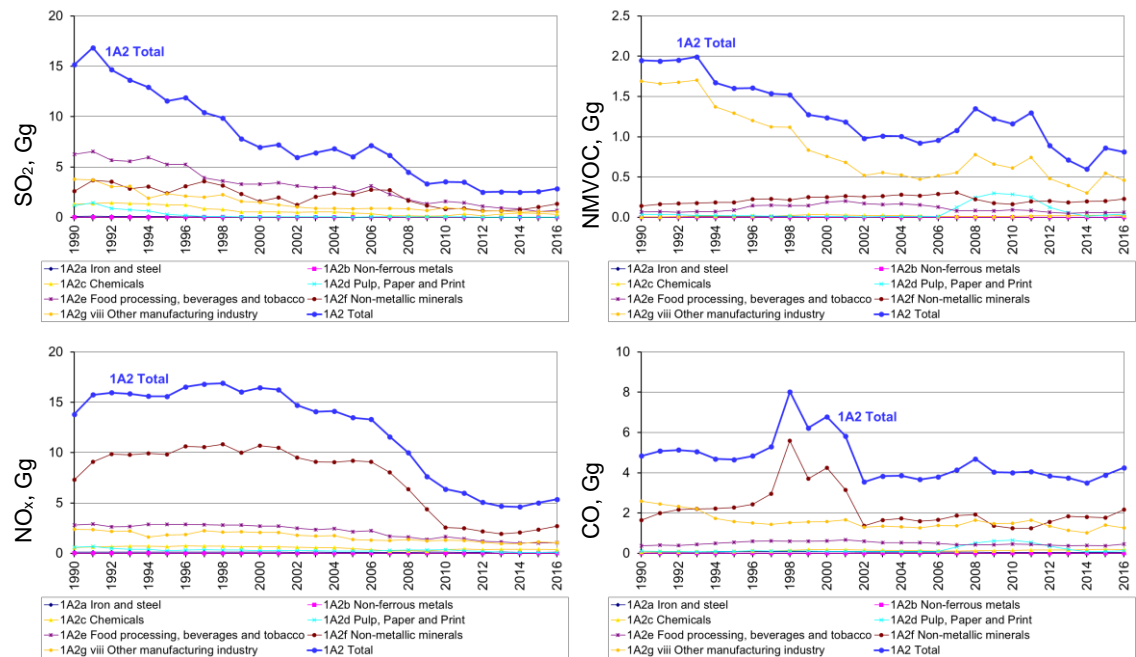 SO2, Gg
20
15
10
5
0
1A2 Total
1990 1992 1994 1996 1998 2000 2002 2004 2006 2008 2010 2012 2014 2016
1A2a Iron and steel 1A2b Non-ferrous metals
1A2c Chemicals 1A2d Pulp, Paper and Print
1A2e Food processing, beverages and tobacco 1A2f Non-metallic minerals
1A2g viii Other manufacturing industry 1A2 Total
NMVOC, Gg
2.5
2.0
1.5
1.0
0.5
0.0
1A2 Total
1990 1992 1994 1996 1998 2000 2002 2004 2006 2008 2010 2012 2014 2016
1A2a Iron and steel 1A2b Non-ferrous metals
1A2c Chemicals 1A2d Pulp, Paper and Print
1A2e Food processing, beverages and tobacco 1A2f Non-metallic minerals
1A2g viii Other manufacturing industry 1A2 Total
NOx, Gg
20
15
10
5
0
1A2 Total
1990 1992 1994 1996 1998 2000 2002 2004 2006 2008 2010 2012 2014 2016
1A2a Iron and steel 1A2b Non-ferrous metals
1A2c Chemicals 1A2d Pulp, Paper and Print
1A2e Food processing, beverages and tobacco 1A2f Non-metallic minerals
1A2g viii Other manufacturing industry 1A2 Total
CO, Gg
10
8
6
4
2
0
1A2 Total
1990 1992 1994 1996 1998 2000 2002 2004 2006 2008 2010 2012 2014 2016
1A2a Iron and steel 1A2b Non-ferrous metals
1A2c Chemicals 1A2d Pulp, Paper and Print
1A2e Food processing, beverages and tobacco 1A2f Non-metallic minerals
1A2g viii Other manufacturing industry 1A2 Total